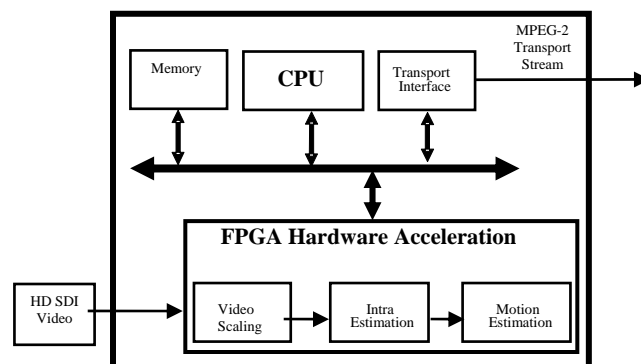 MPEG-2
Transport
Stream
Memory
CPU
Transport
Interface
FPGA Hardware Acceleration
HD SDI
Video
Video
Scaling
Intra
Estimation
Motion
Estimation